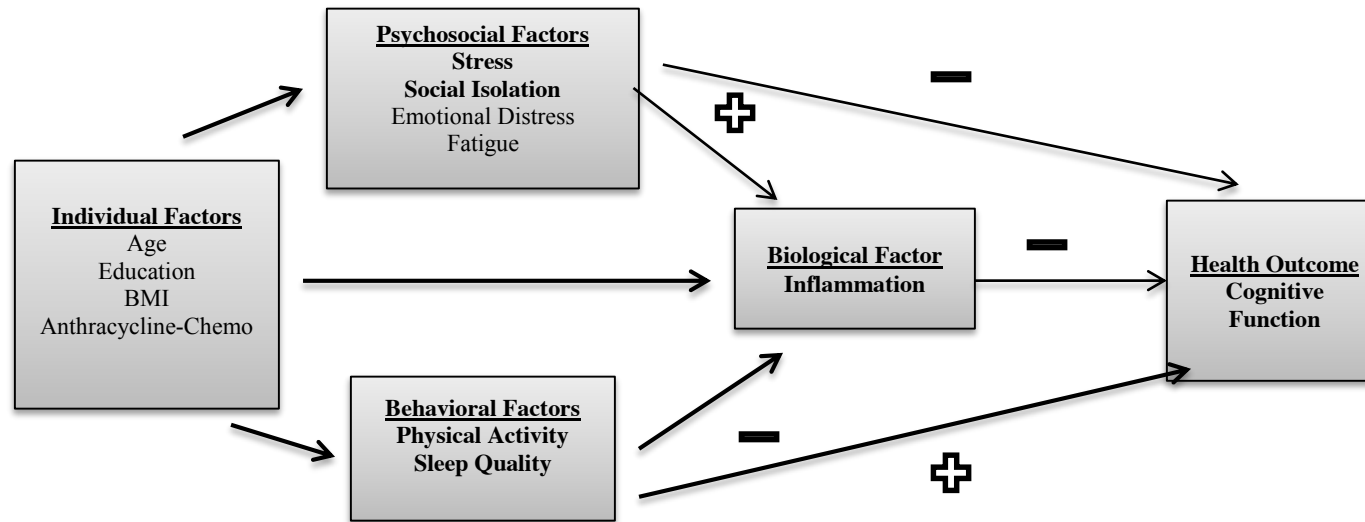 Psychosocial Factors
Stress
Social Isolation
Emotional Distress
Fatigue
Individual Factors
Age
Education
BMI
Anthracycline-Chemo
Biological Factor
Inflammation
Health Outcome
Cognitive
Function
Behavioral Factors
Physical Activity
Sleep Quality